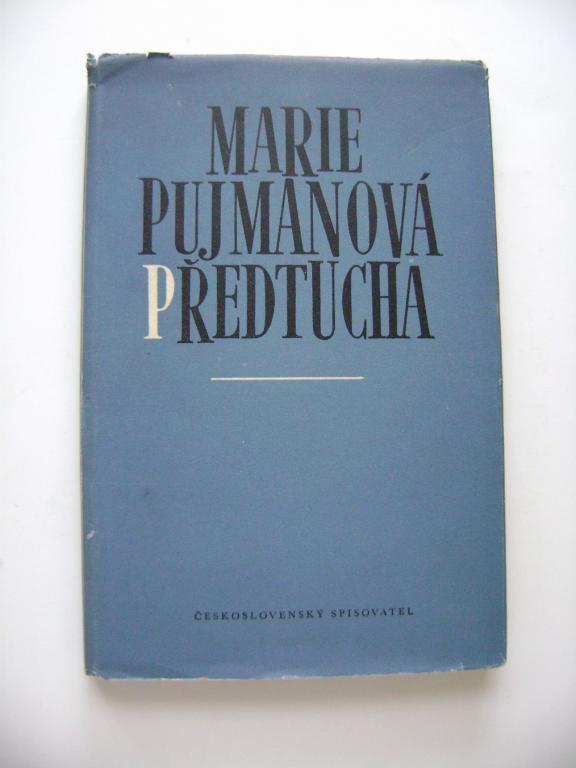 MARIE
PUJMANOVÁ
PŘEDTUCHA
ČESKOSLOVENSKÝ SPISOVATEL